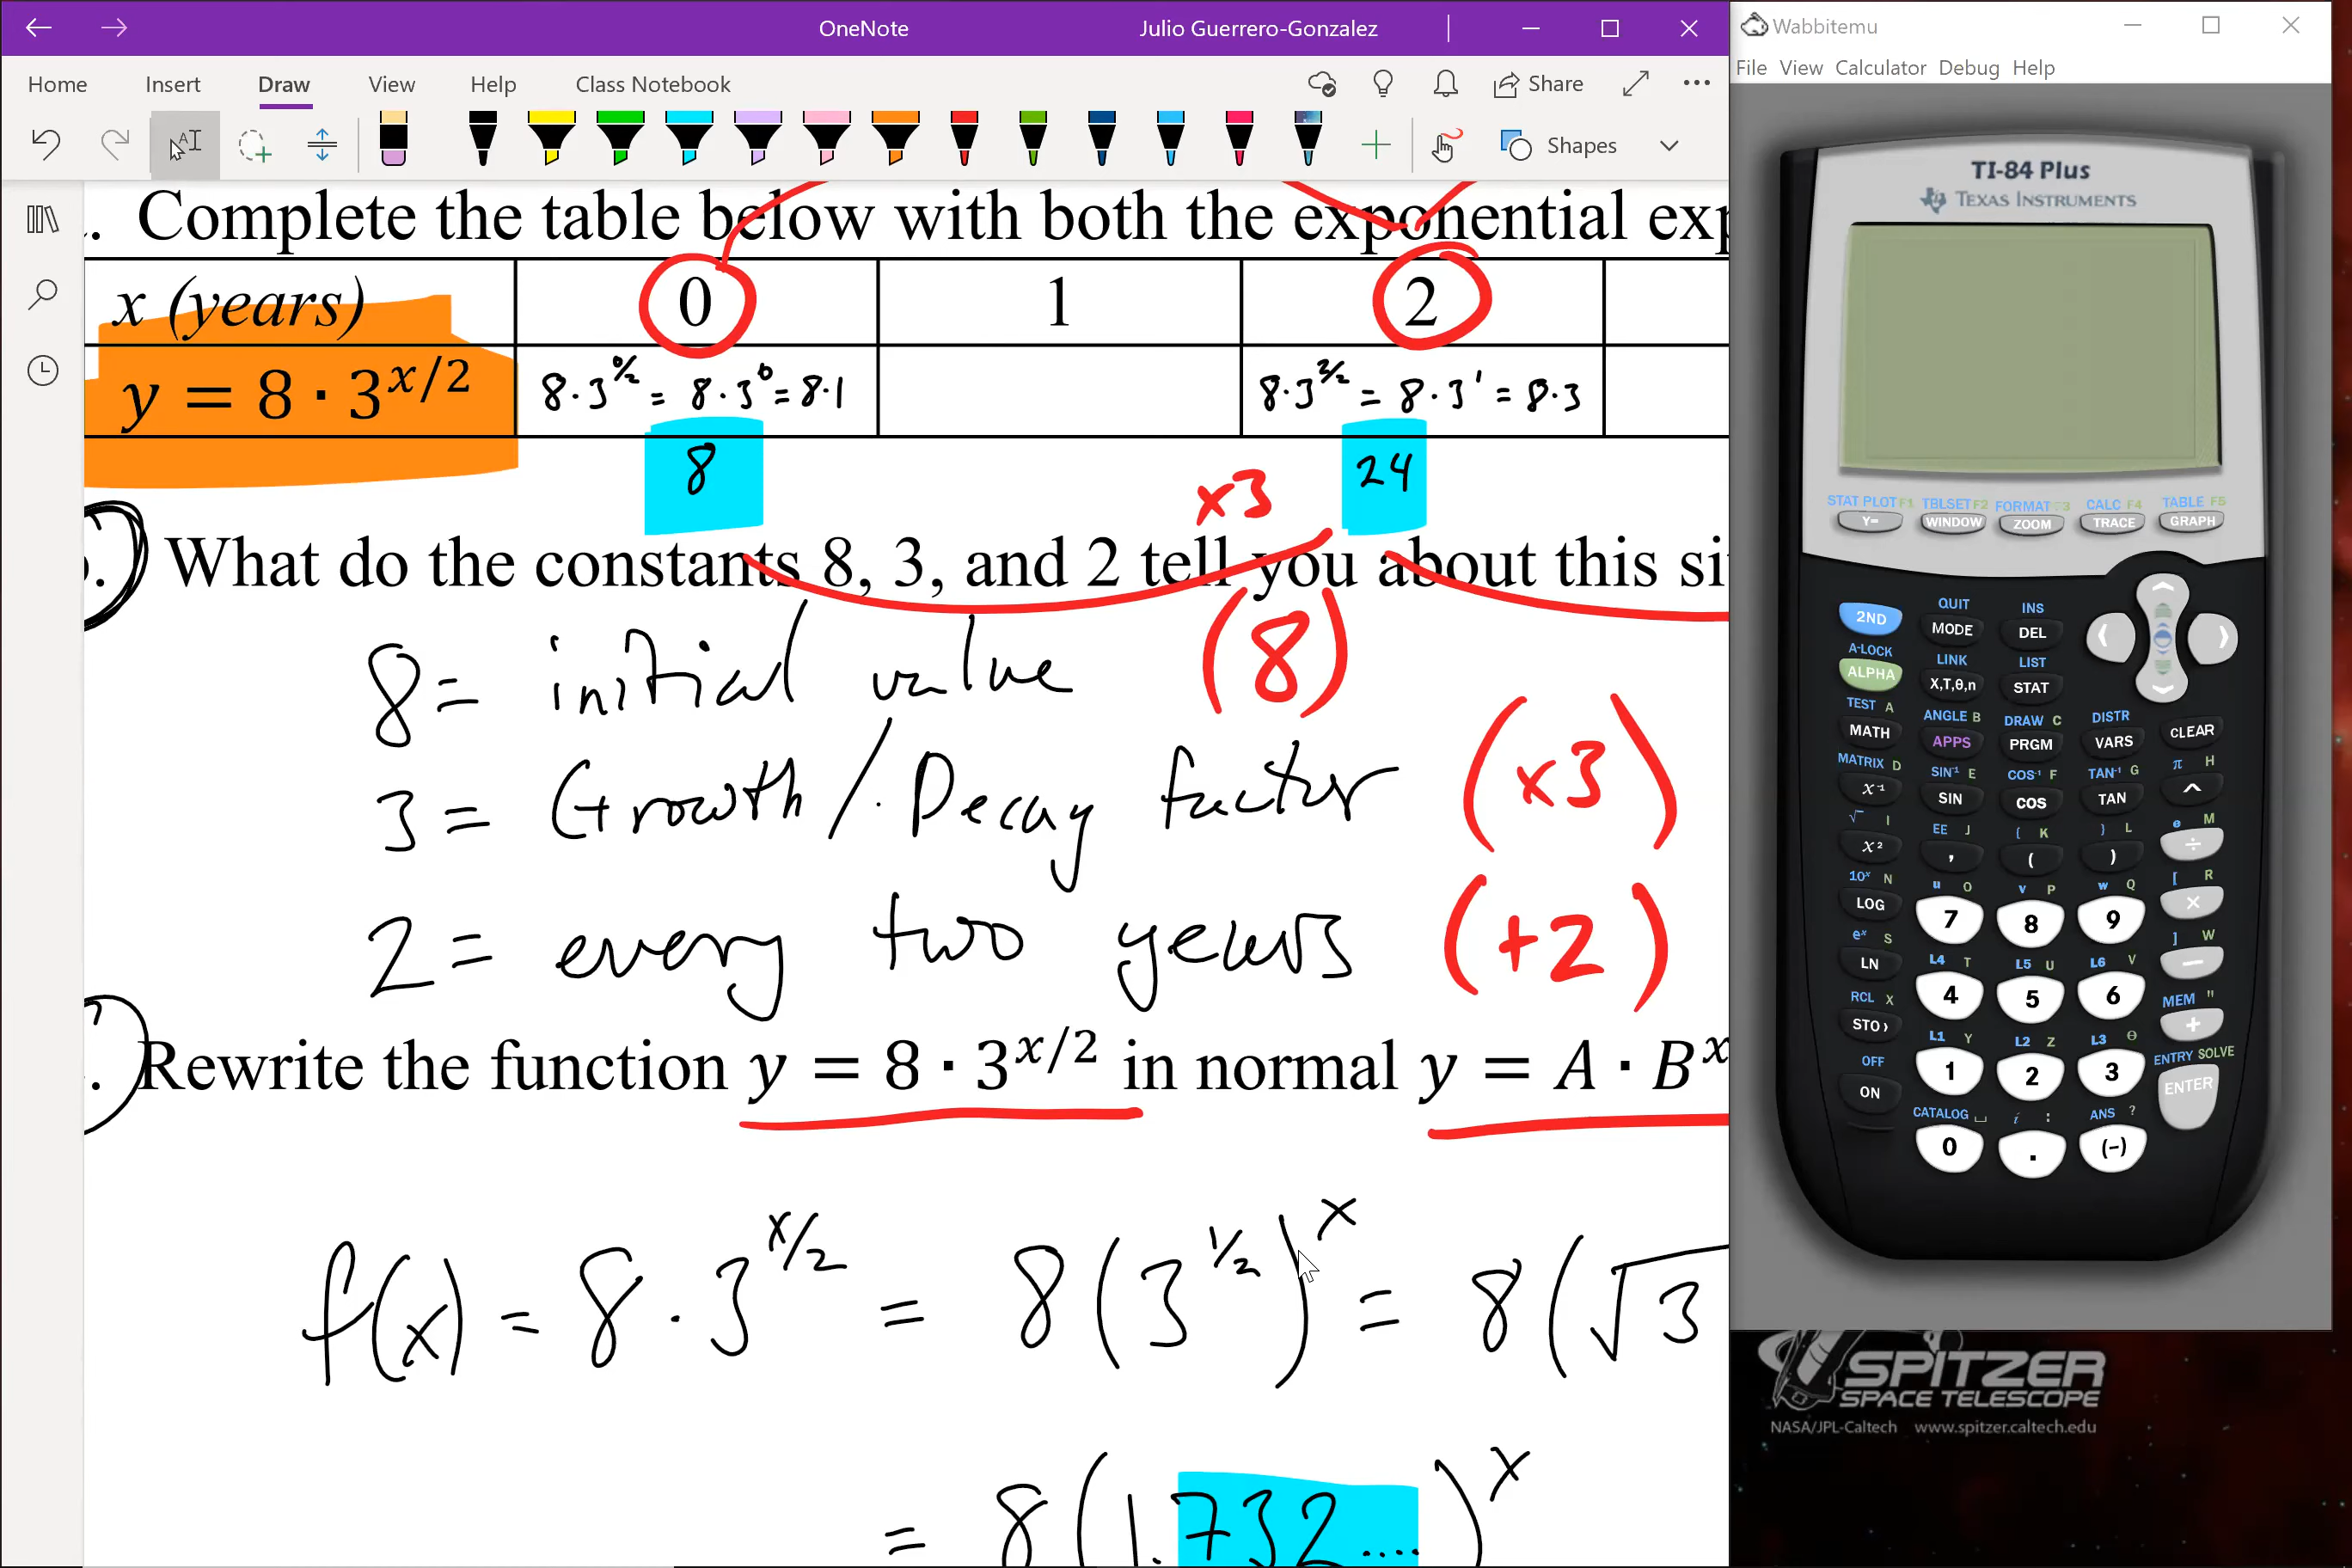 OneNote
Julio Guerrero-Gonzalez
Home Insert Draw View Help Class Notebook Share
Shapes
. Complete the table below with both the exponential exp
x (years) 0 1 2
y = 8 · 3^{x/2} 8·3^{0/2} = 8·3^0 = 8·1 8·3^{2/2} = 8·3^1 = 8·3
8 24
x3
. What do the constants 8, 3, and 2 tell you about this si
8 = initial value (8)
3 = Growth/Decay factor (x3)
2 = every two years (+2)
. Rewrite the function y = 8 · 3^{x/2} in normal y = A · B^x
f(x) = 8 · 3^{x/2} = 8(3^{1/2})^x = 8(√3
= 8(1.732....)^x
Wabbitemu
File View Calculator Debug Help
TI-84 Plus
TEXAS INSTRUMENTS
STAT PLOT F1 TBLSET F2 FORMAT F3 CALC F4 TABLE F5
Y= WINDOW ZOOM TRACE GRAPH
QUIT INS
2ND MODE DEL
A-LOCK LINK LIST
ALPHA X,T,θ,n STAT
TEST A ANGLE B DRAW C DISTR
MATH APPS PRGM VARS CLEAR
MATRIX D SIN⁻¹ E COS⁻¹ F TAN⁻¹ G π H
x⁻¹ SIN COS TAN ^
√ I EE J { K } L e M
x² , ( ) ÷
10ˣ N u O v P w Q [ R
LOG 7 8 9 ×
eˣ S L4 T L5 U L6 V ] W
LN 4 5 6 −
RCL X L1 Y L2 Z L3 θ MEM "
STO› 1 2 3 +
OFF CATALOG ␣ i : ANS ? ENTRY SOLVE
ON 0 . (-) ENTER
SPITZER
SPACE TELESCOPE
NASA/JPL-Caltech www.spitzer.caltech.edu